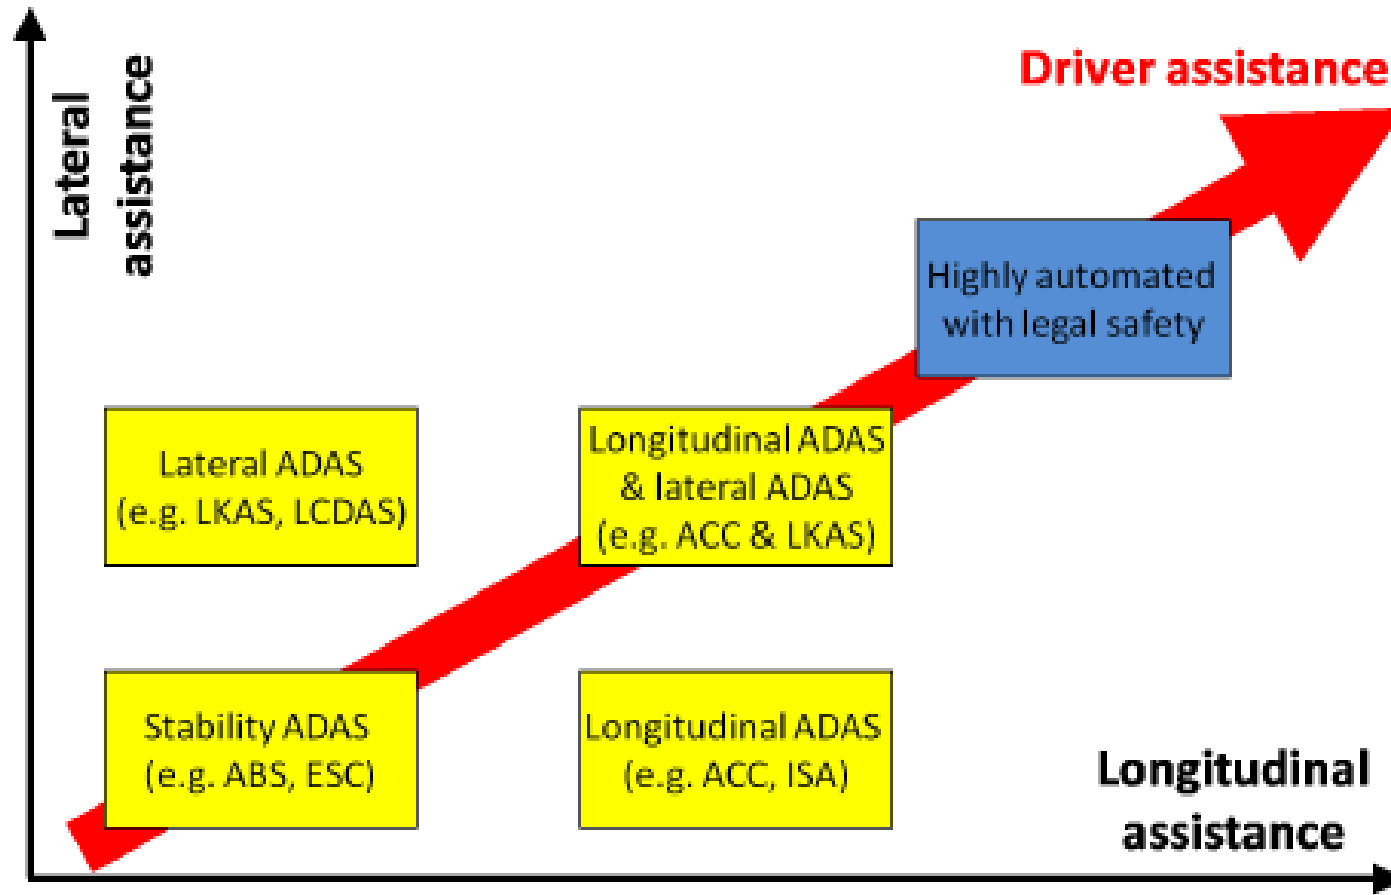 Lateral
assistance
Driver assistance
Highly automated
with legal safety
Lateral ADAS
(e.g. LKAS, LCDAS)
Longitudinal ADAS
& lateral ADAS
(e.g. ACC & LKAS)
Stability ADAS
(e.g. ABS, ESC)
Longitudinal ADAS
(e.g. ACC, ISA)
Longitudinal
assistance